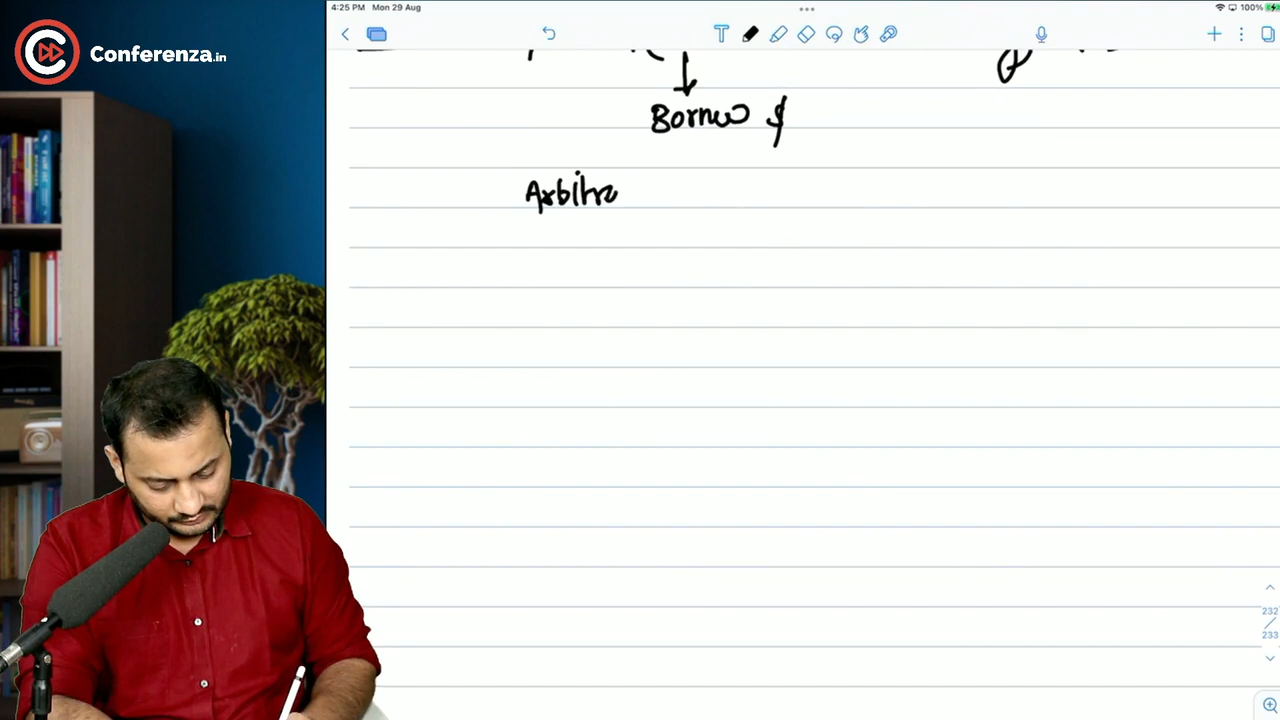 4:25 PM Mon 29 Aug
100%
Conferenza.in
Borrow $
Arbitra
232
233